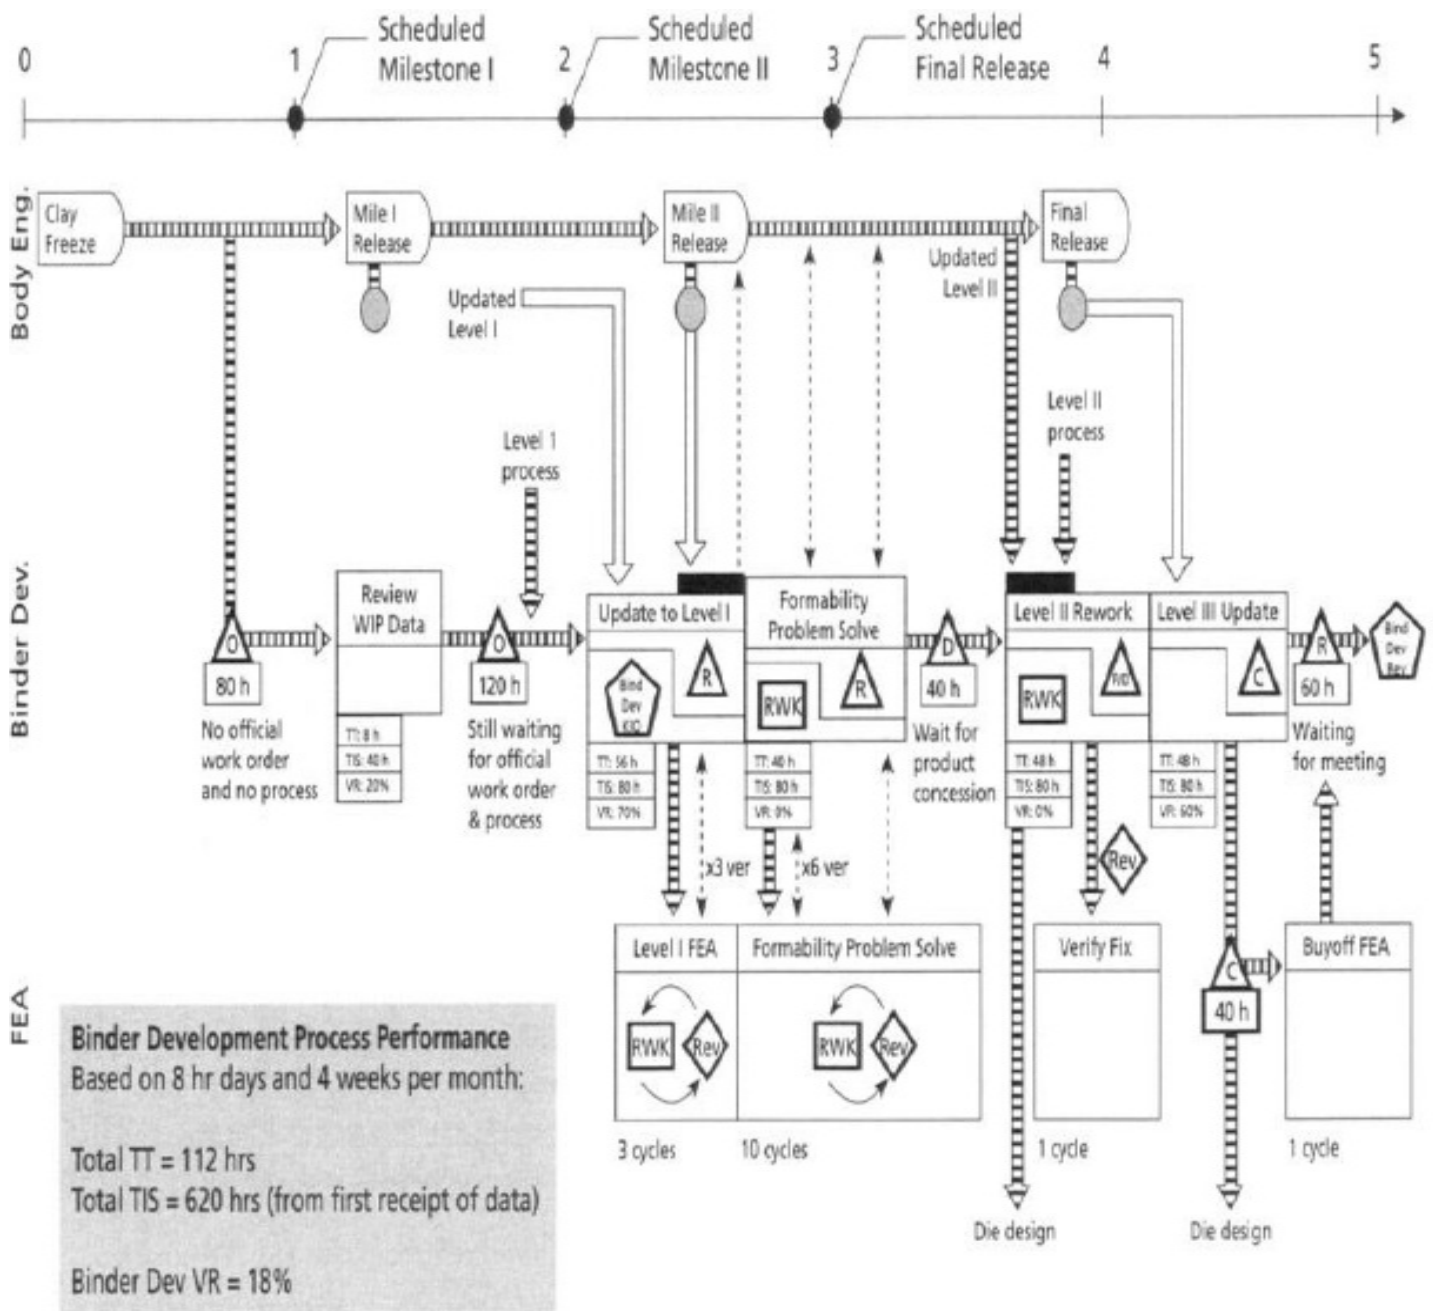 Scheduled
Milestone I
Scheduled
Milestone II
Scheduled
Final Release
0
1
2
3
4
5
Body Eng.
Clay
Freeze
Mile I
Release
Mile II
Release
Final
Release
Updated
Level I
Updated
Level II
Level 1
process
Level II
process
Binder Dev.
O
80 h
No official
work order
and no process
Review
WIP Data
TT: 8 h
TIS: 40 h
VR: 20%
O
120 h
Still waiting
for official
work order
& process
Update to Level I
Bind
Dev
K/O
R
TT: 56 h
TIS: 80 h
VR: 70%
Formability
Problem Solve
RWK
R
TT: 40 h
TIS: 80 h
VR: 0%
D
40 h
Wait for
product
concession
Level II Rework
RWK
TT: 48 h
TIS: 80 h
VR: 0%
Level III Update
C
TT: 48 h
TIS: 80 h
VR: 60%
R
60 h
Waiting
for meeting
Bind
Dev
Rev
x3 ver
x6 ver
Rev
FEA
Level I FEA
RWK
Rev
3 cycles
Formability Problem Solve
RWK
Rev
10 cycles
Verify Fix
1 cycle
C
40 h
Buyoff FEA
1 cycle
Die design
Die design
Binder Development Process Performance
Based on 8 hr days and 4 weeks per month:
Total TT = 112 hrs
Total TIS = 620 hrs (from first receipt of data)
Binder Dev VR = 18%